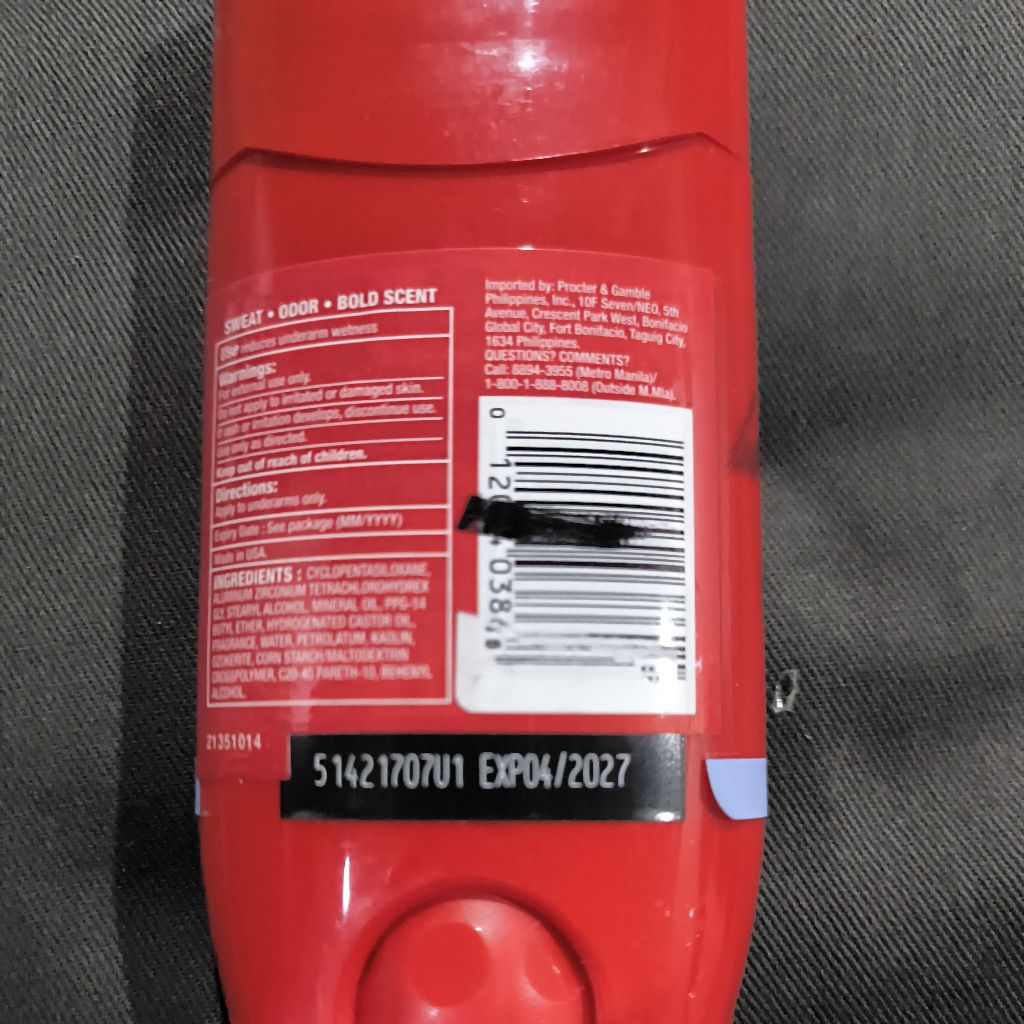 SWEAT • ODOR • BOLD SCENT
Use reduces underarm wetness
Warnings:
For external use only.
Do not apply to irritated or damaged skin.
If rash or irritation develops, discontinue use.
Use only as directed.
Keep out of reach of children.
Directions:
Apply to underarms only.
Expiry Date : See package (MM/YYYY)
Made in USA.
INGREDIENTS : CYCLOPENTASILOXANE,
ALUMINUM ZIRCONIUM TETRACHLOROHYDREX
GLY, STEARYL ALCOHOL, MINERAL OIL, PPG-14
BUTYL ETHER, HYDROGENATED CASTOR OIL,
FRAGRANCE, WATER, PETROLATUM, KAOLIN,
OZOKERITE, CORN STARCH/MALTODEXTRIN
CROSSPOLYMER, C20-40 PARETH-10, BEHENYL
ALCOHOL.
21351014
Imported by: Procter & Gamble
Philippines, Inc., 10F Seven/NEO, 5th
Avenue, Crescent Park West, Bonifacio
Global City, Fort Bonifacio, Taguig City,
1634 Philippines.
QUESTIONS? COMMENTS?
Call: 8894-3955 (Metro Manila)/
1-800-1-888-8008 (Outside M.Mla).
0 12 03848
51421707U1 EXP04/2027